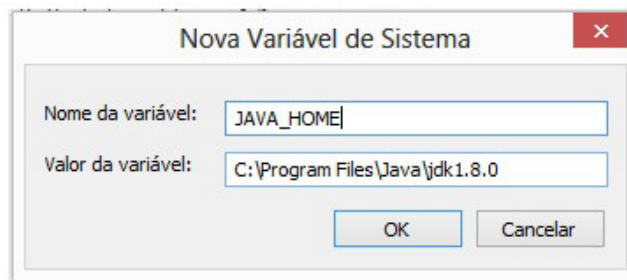 Nova Variável de Sistema
Nome da variável: JAVA_HOME
Valor da variável: C:\Program Files\Java\jdk1.8.0
OK Cancelar